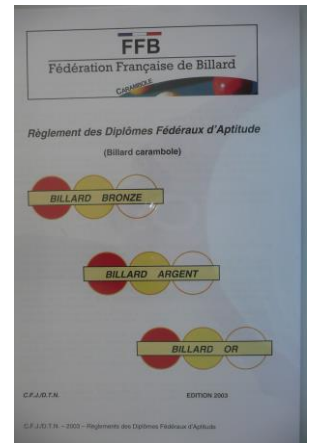 FFB
Fédération Française de Billard
CARAMBOLE
Règlement des Diplômes Fédéraux d'Aptitude
(Billard carambole)
BILLARD BRONZE
BILLARD ARGENT
BILLARD OR
C.F.J./D.T.N. EDITION 2003
C.F.J./D.T.N. – 2003 – Règlements des Diplômes Fédéraux d'Aptitude